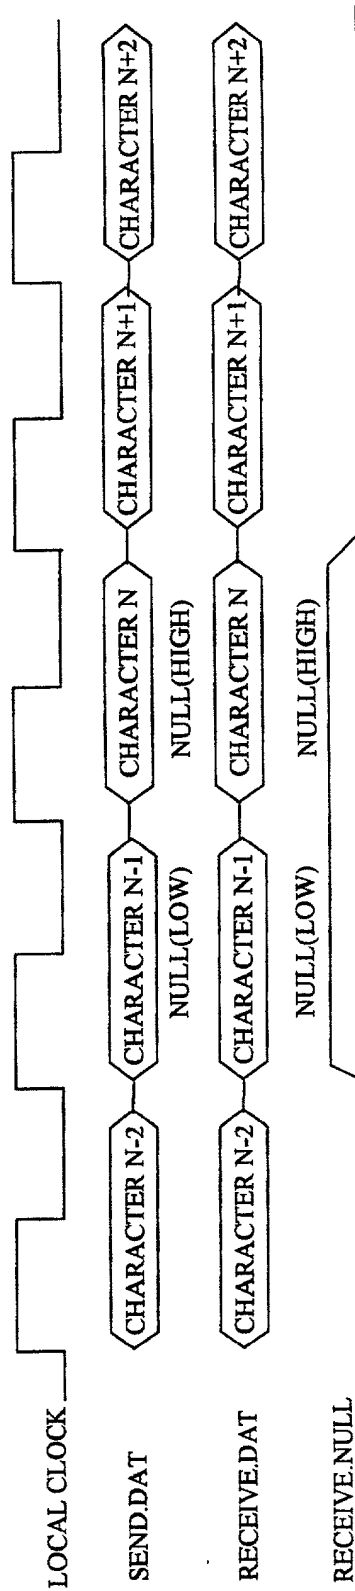 LOCAL CLOCK
SEND.DAT CHARACTER N-2 CHARACTER N-1 CHARACTER N CHARACTER N+1 CHARACTER N+2
NULL(LOW) NULL(HIGH)
RECEIVE.DAT CHARACTER N-2 CHARACTER N-1 CHARACTER N CHARACTER N+1 CHARACTER N+2
NULL(LOW) NULL(HIGH)
RECEIVE.NULL